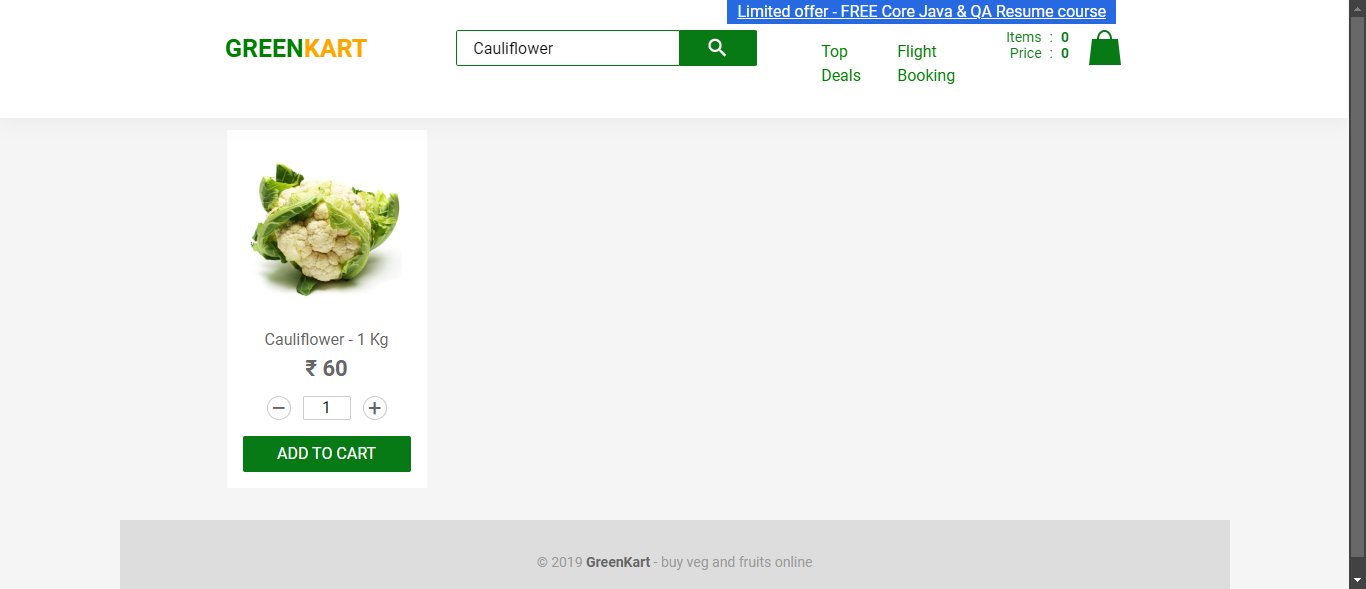 Limited offer - FREE Core Java & QA Resume course
GREENKART
Cauliflower
Top
Deals
Flight
Booking
Items : 0
Price : 0
Cauliflower - 1 Kg
₹ 60
1
ADD TO CART
© 2019 GreenKart - buy veg and fruits online